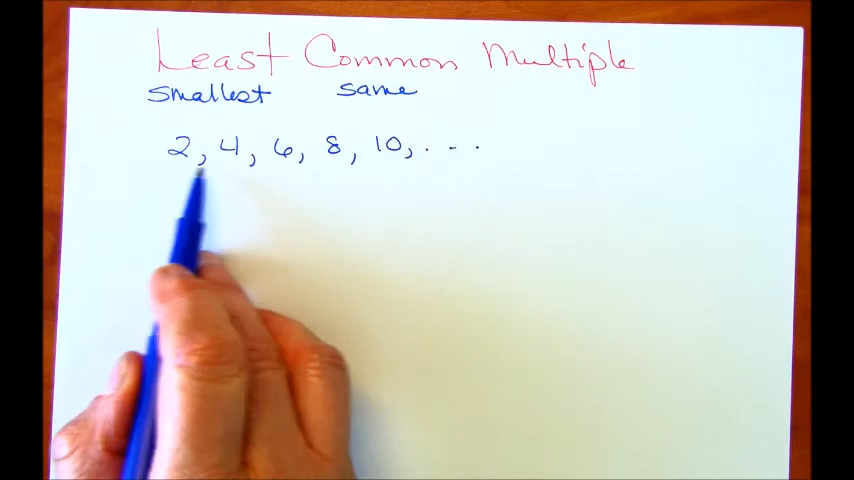 Least Common Multiple
smallest same
2, 4, 6, 8, 10, . . .